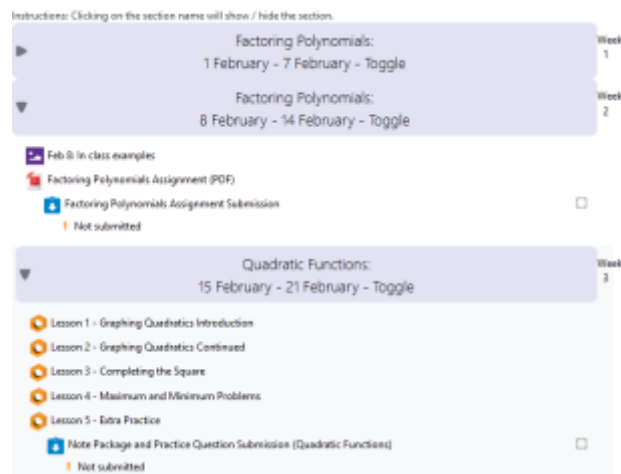 Instructions: Clicking on the section name will show / hide the section.
Factoring Polynomials:
1 February - 7 February - Toggle
Week
1
Factoring Polynomials:
8 February - 14 February - Toggle
Week
2
Feb 8: In class examples
Factoring Polynomials Assignment (PDF)
Factoring Polynomials Assignment Submission
! Not submitted
Quadratic Functions:
15 February - 21 February - Toggle
Week
3
Lesson 1 - Graphing Quadratics Introduction
Lesson 2 - Graphing Quadratics Continued
Lesson 3 - Completing the Square
Lesson 4 - Maximum and Minimum Problems
Lesson 5 - Extra Practice
Note Package and Practice Question Submission (Quadratic Functions)
! Not submitted